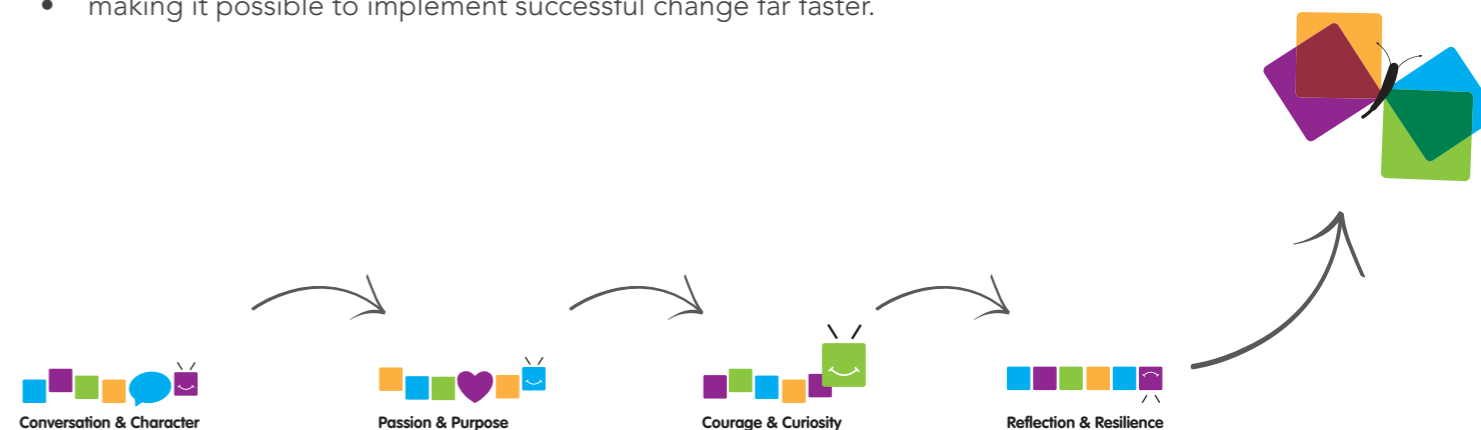 • making it possible to implement successful change far faster.
Conversation & Character
Passion & Purpose
Courage & Curiosity
Reflection & Resilience